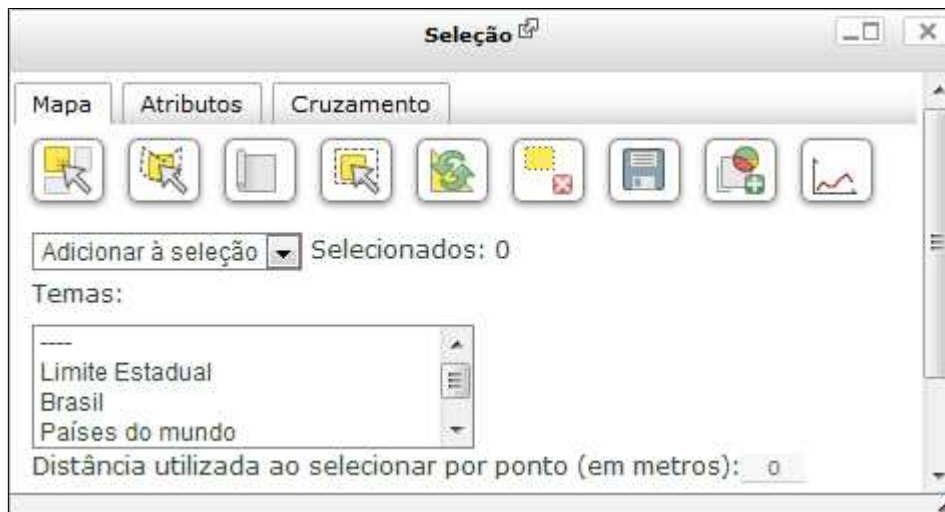 Seleção
Mapa Atributos Cruzamento
Adicionar à seleção Selecionados: 0
Temas:
----
Limite Estadual
Brasil
Países do mundo
Distância utilizada ao selecionar por ponto (em metros): 0